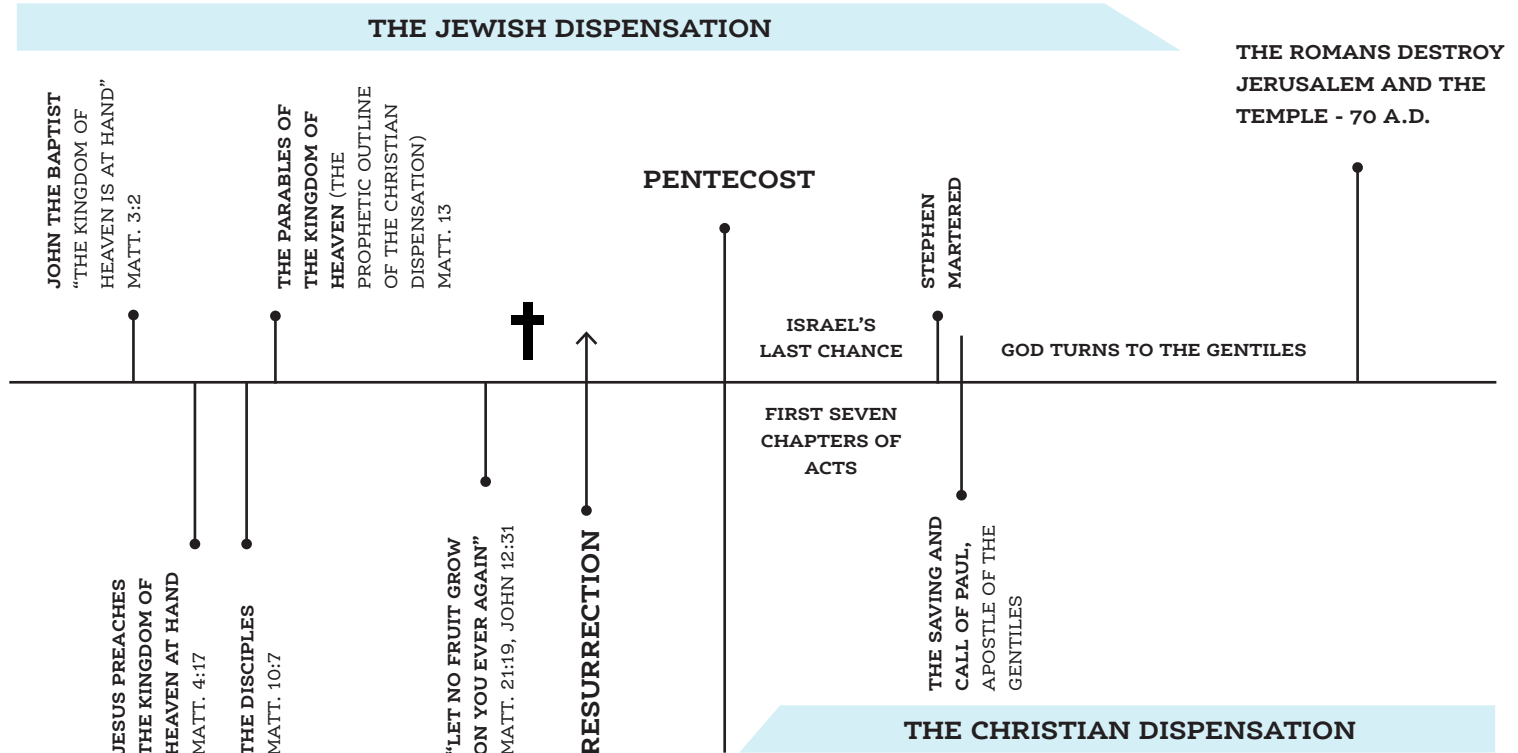 THE JEWISH DISPENSATION
THE ROMANS DESTROY
JERUSALEM AND THE
TEMPLE - 70 A.D.
JOHN THE BAPTIST
“THE KINGDOM OF
HEAVEN IS AT HAND”
MATT. 3:2
THE PARABLES OF
THE KINGDOM OF
HEAVEN (THE
PROPHETIC OUTLINE
OF THE CHRISTIAN
DISPENSATION)
MATT. 13
PENTECOST
STEPHEN
MARTERED
ISRAEL’S
LAST CHANCE
GOD TURNS TO THE GENTILES
FIRST SEVEN
CHAPTERS OF
ACTS
JESUS PREACHES
THE KINGDOM OF
HEAVEN AT HAND
MATT. 4:17
THE DISCIPLES
MATT. 10:7
“LET NO FRUIT GROW
ON YOU EVER AGAIN”
MATT. 21:19, JOHN 12:31
RESURRECTION
THE SAVING AND
CALL OF PAUL,
APOSTLE OF THE
GENTILES
THE CHRISTIAN DISPENSATION